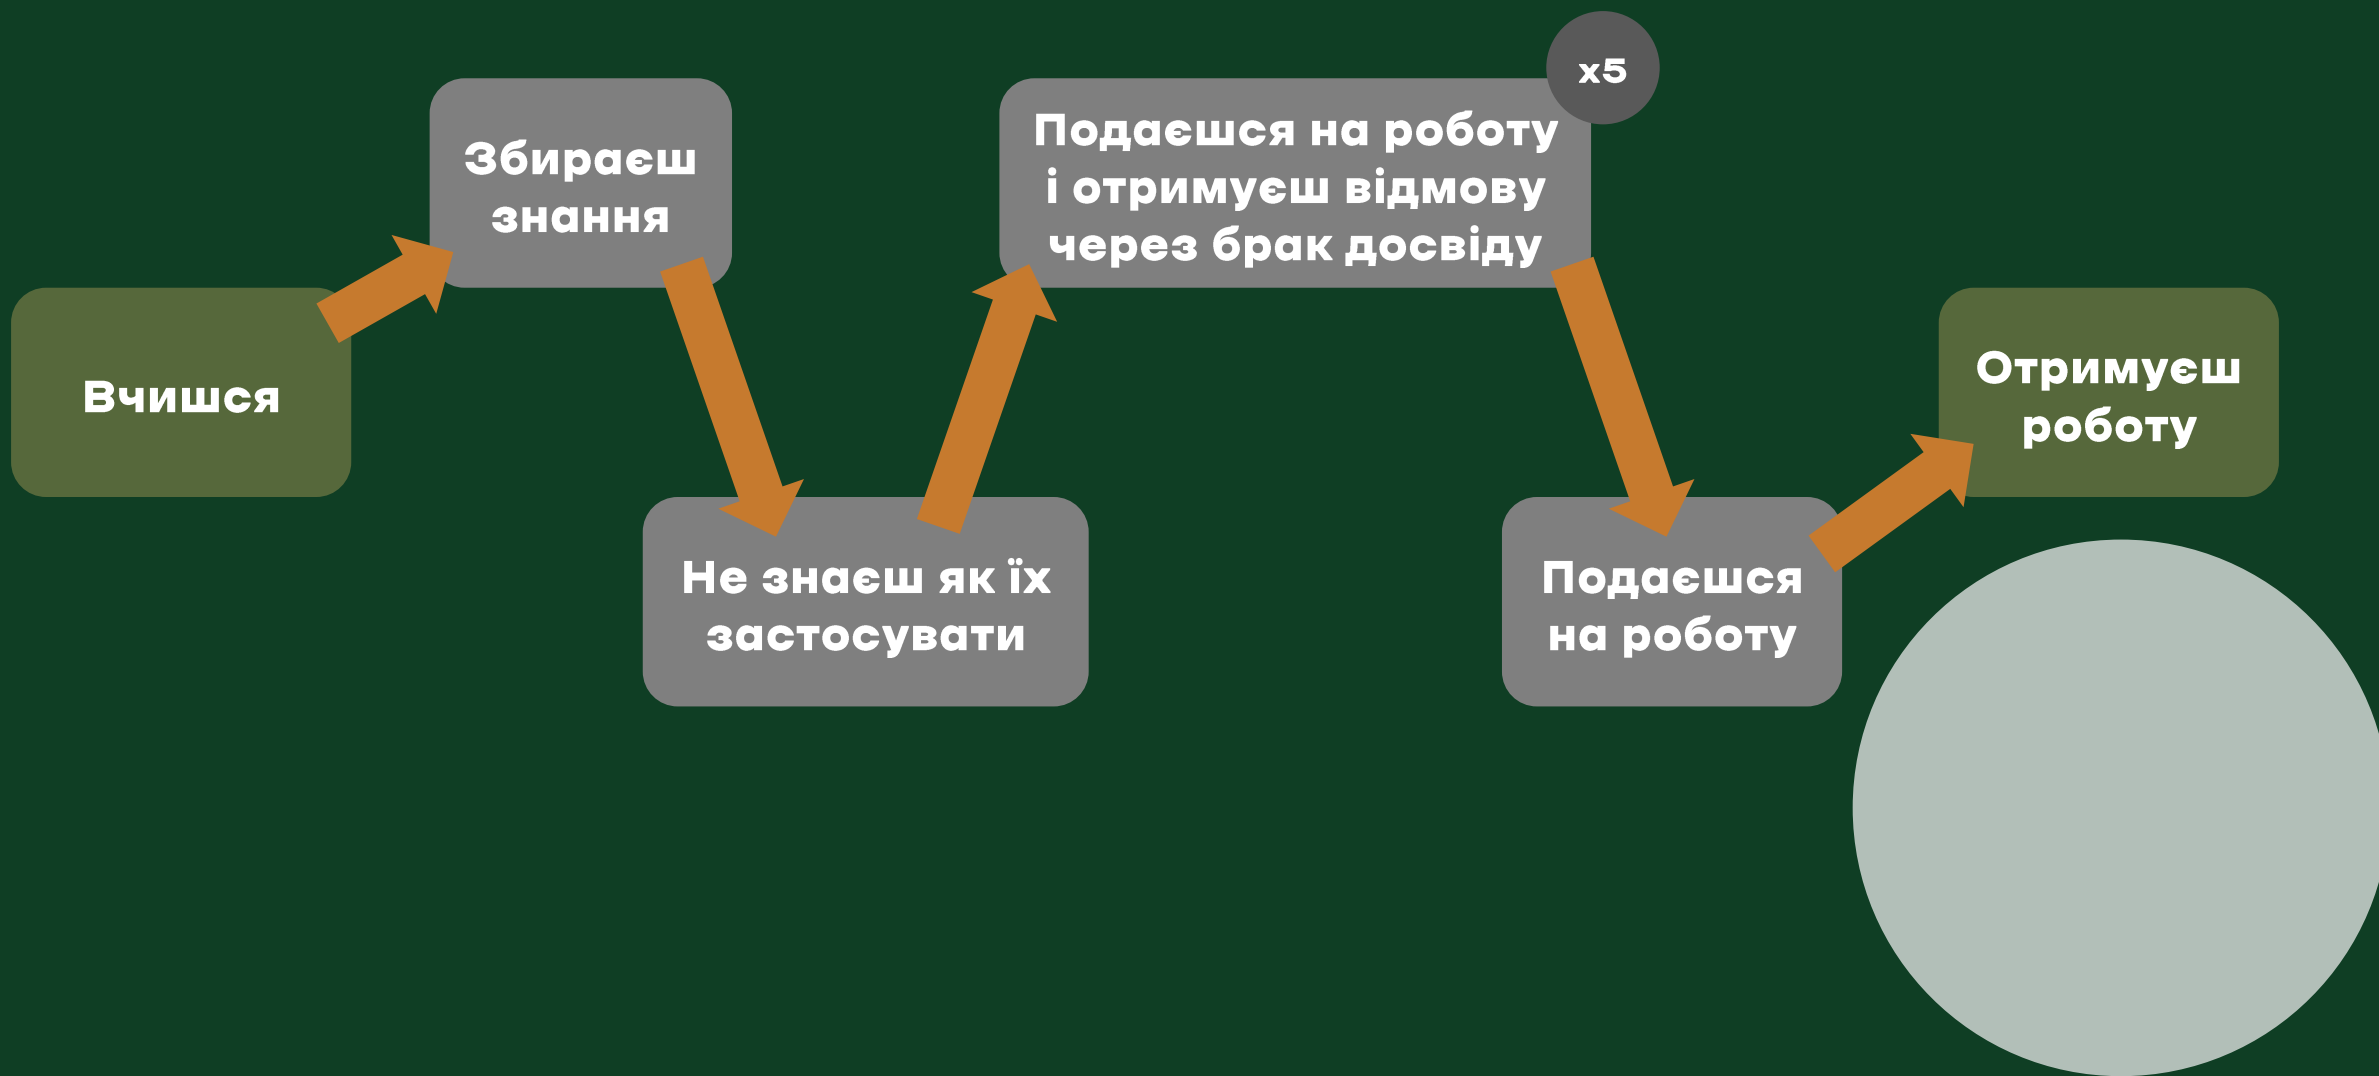 Вчишся
Збираєш
знання
Не знаєш як їх
застосувати
Подаєшся на роботу
і отримуєш відмову
через брак досвіду
x5
Подаєшся
на роботу
Отримуєш
роботу